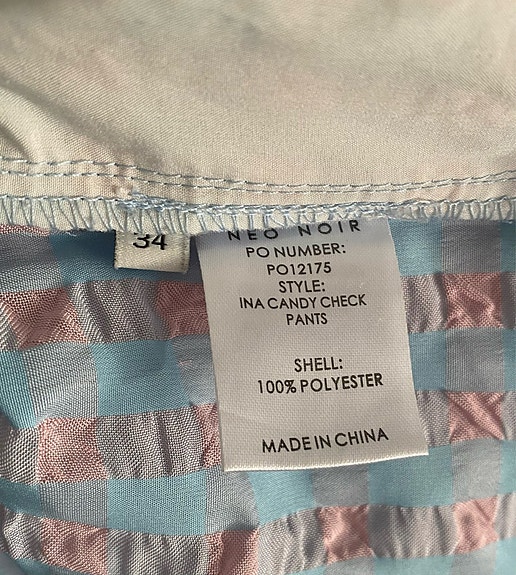 34
NEO NOIR
PO NUMBER:
PO12175
STYLE:
INA CANDY CHECK
PANTS
SHELL:
100% POLYESTER
MADE IN CHINA